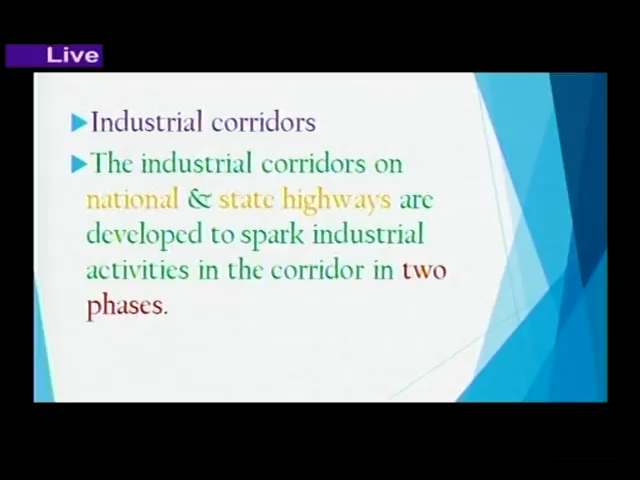 Live
Industrial corridors
The industrial corridors on
national & state highways are
developed to spark industrial
activities in the corridor in two
phases.